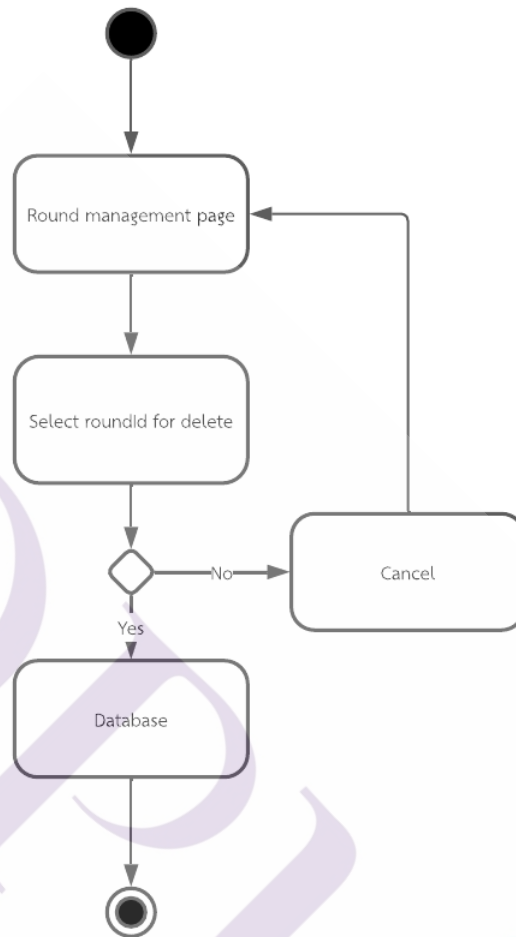 Round management page
Select roundId for delete
No
Cancel
Yes
Database